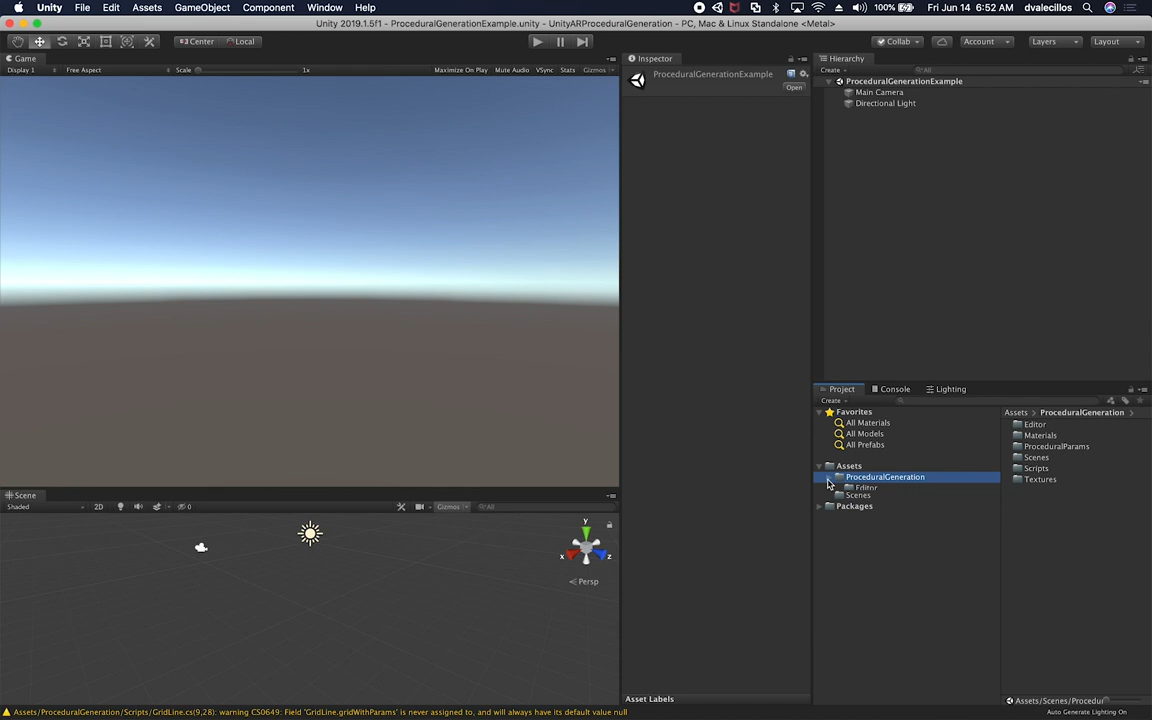 Unity File Edit Assets GameObject Component Window Help 100% Fri Jun 14 6:52 AM dvalecillos
Unity 2019.1.5f1 - ProceduralGenerationExample.unity - UnityARProceduralGeneration - PC, Mac & Linux Standalone <Metal>
Center Local Collab Account Layers Layout
Game Inspector Hierarchy
Display 1 Free Aspect Scale 1x Maximize On Play Mute Audio VSync Stats Gizmos Create All
ProceduralGenerationExample
Open
ProceduralGenerationExample
Main Camera
Directional Light
Project Console Lighting
Create
Favorites
All Materials
All Models
All Prefabs
Assets
ProceduralGeneration
Editor
Scenes
Packages
Assets > ProceduralGeneration >
Editor
Materials
ProceduralParams
Scenes
Scripts
Textures
Scene
Shaded 2D 0 Gizmos All
y
x z
Persp
Asset Labels
Assets/Scenes/Procedur
Assets/ProceduralGeneration/Scripts/GridLine.cs(9,28): warning CS0649: Field 'GridLine.gridWithParams' is never assigned to, and will always have its default value null
Auto Generate Lighting On